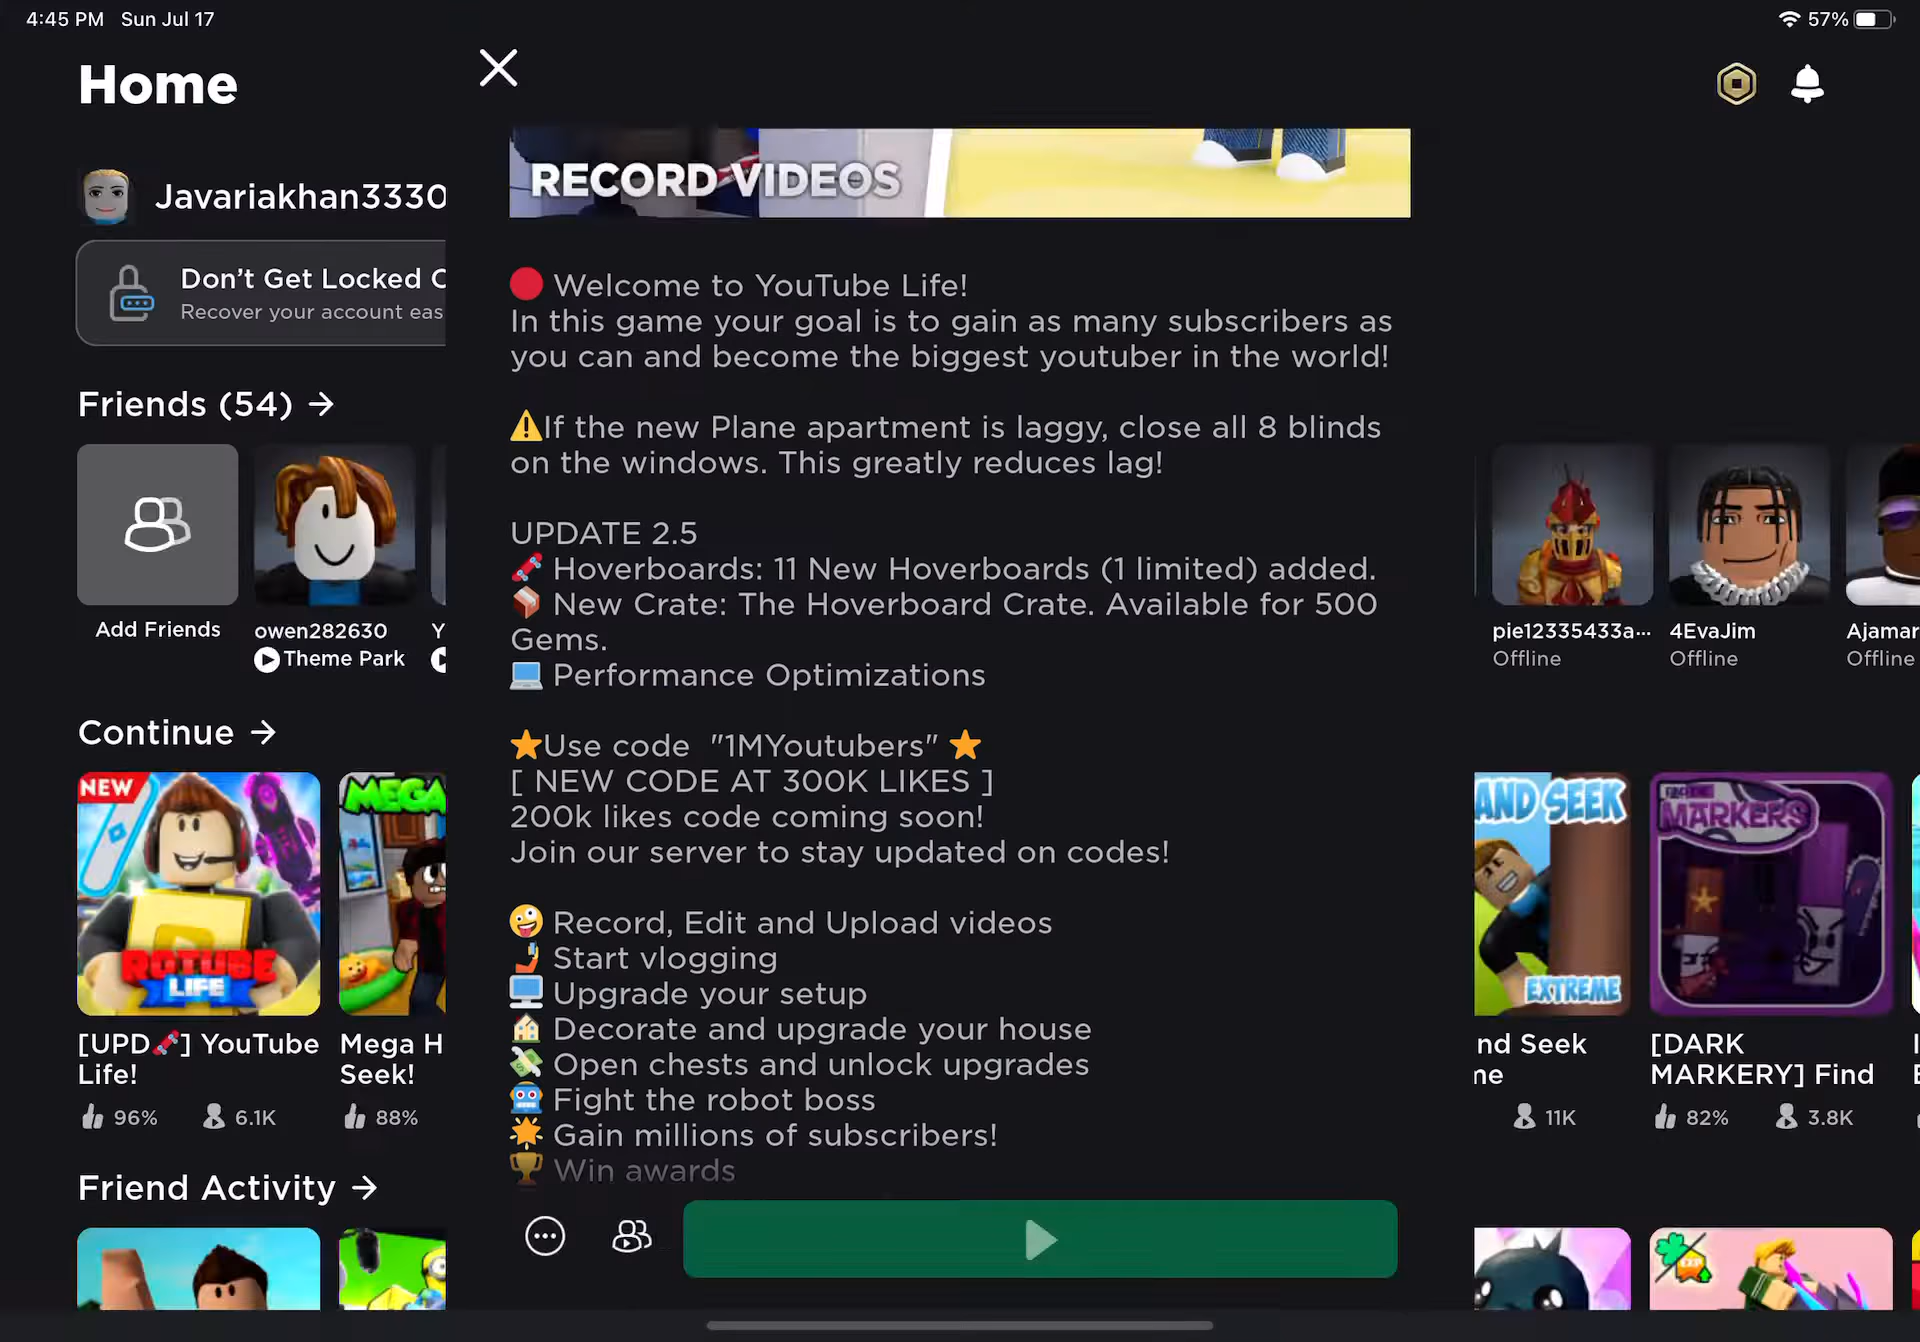 4:45 PM Sun Jul 17
57%
Home
Javariakhan3330
Don't Get Locked
Recover your account eas
Friends (54) →
Add Friends
owen282630
Theme Park
Y
pie12335433a...
Offline
4EvaJim
Offline
Ajamar
Offline
Continue →
NEW
ROTUBE
LIFE
[UPD🛹] YouTube
Life!
96% 6.1K
MEGA
Mega H
Seek!
88%
AND SEEK
EXTREME
nd Seek
me
11K
MARKERS
[DARK
MARKERY] Find
82% 3.8K
Friend Activity →
RECORD VIDEOS
🔴 Welcome to YouTube Life!
In this game your goal is to gain as many subscribers as
you can and become the biggest youtuber in the world!
⚠️If the new Plane apartment is laggy, close all 8 blinds
on the windows. This greatly reduces lag!
UPDATE 2.5
🛹 Hoverboards: 11 New Hoverboards (1 limited) added.
📦 New Crate: The Hoverboard Crate. Available for 500
Gems.
💻 Performance Optimizations
⭐Use code "1MYoutubers" ⭐
[ NEW CODE AT 300K LIKES ]
200k likes code coming soon!
Join our server to stay updated on codes!
🤪 Record, Edit and Upload videos
🤳 Start vlogging
🖥️ Upgrade your setup
🏠 Decorate and upgrade your house
💸 Open chests and unlock upgrades
🤖 Fight the robot boss
🌟 Gain millions of subscribers!
🏆 Win awards